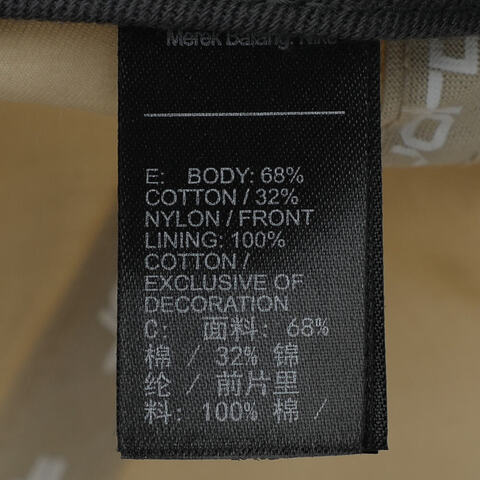 Merek Dagang: Nike
E: BODY: 68%
COTTON / 32%
NYLON / FRONT
LINING: 100%
COTTON /
EXCLUSIVE OF
DECORATION
C: 面料: 68%
棉 / 32% 锦
纶 / 前片里
料: 100% 棉 /